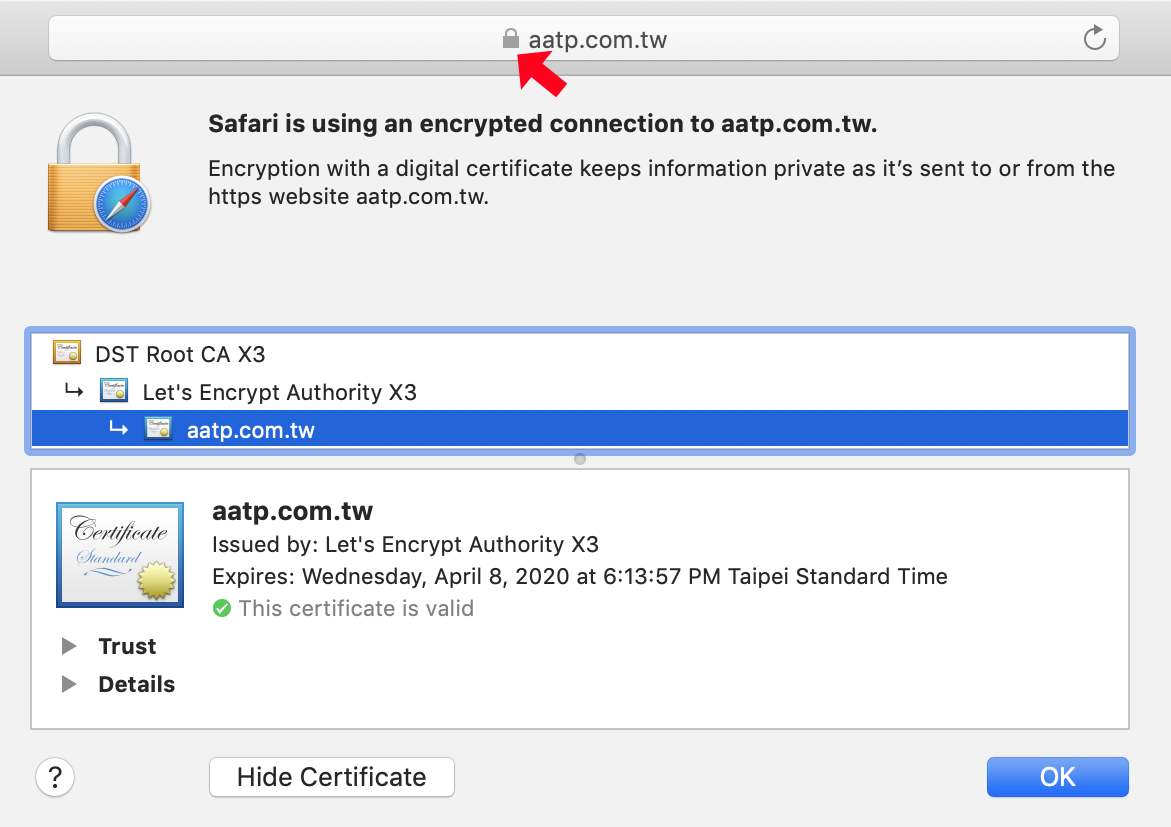 aatp.com.tw
Safari is using an encrypted connection to aatp.com.tw.
Encryption with a digital certificate keeps information private as it’s sent to or from the
https website aatp.com.tw.
DST Root CA X3
Let's Encrypt Authority X3
aatp.com.tw
Certificate
Standard
aatp.com.tw
Issued by: Let's Encrypt Authority X3
Expires: Wednesday, April 8, 2020 at 6:13:57 PM Taipei Standard Time
This certificate is valid
Trust
Details
?
Hide Certificate
OK